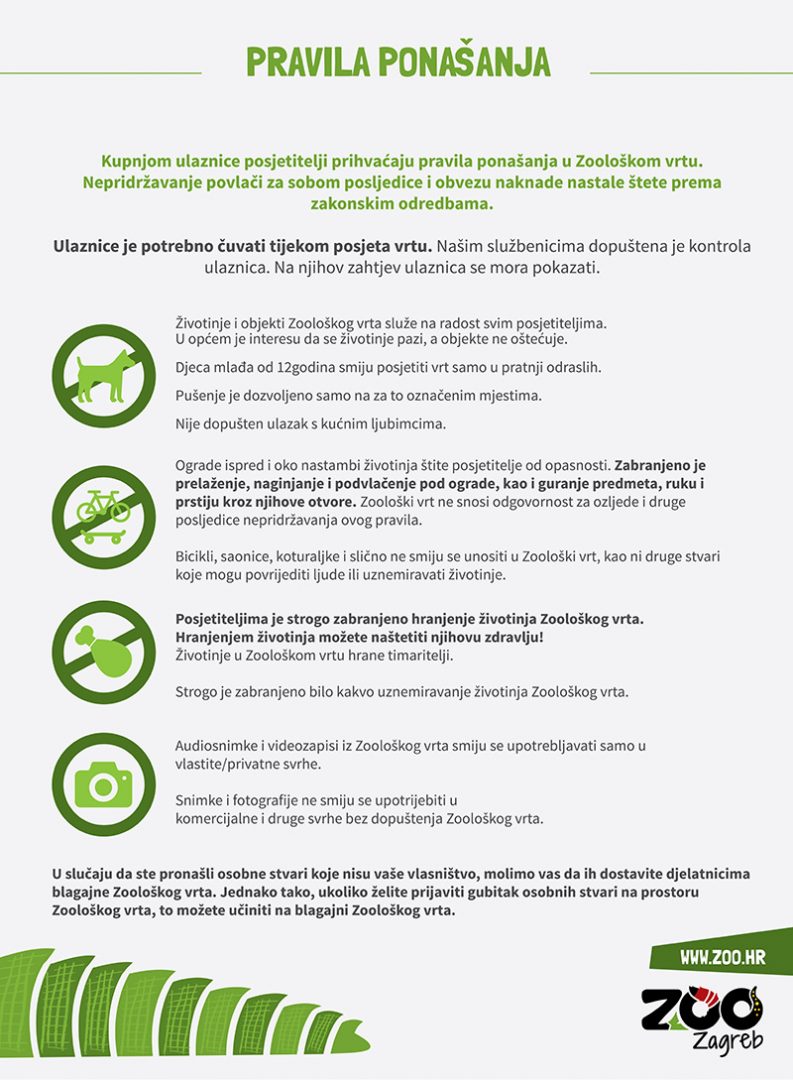 PRAVILA PONAŠANJA
Kupnjom ulaznice posjetitelji prihvaćaju pravila ponašanja u Zoološkom vrtu.
Nepridržavanje povlači za sobom posljedice i obvezu naknade nastale štete prema
zakonskim odredbama.
Ulaznice je potrebno čuvati tijekom posjeta vrtu. Našim službenicima dopuštena je kontrola
ulaznica. Na njihov zahtjev ulaznica se mora pokazati.
Životinje i objekti Zoološkog vrta služe na radost svim posjetiteljima.
U općem je interesu da se životinje pazi, a objekte ne oštećuje.
Djeca mlađa od 12godina smiju posjetiti vrt samo u pratnji odraslih.
Pušenje je dozvoljeno samo na za to označenim mjestima.
Nije dopušten ulazak s kućnim ljubimcima.
Ograde ispred i oko nastambi životinja štite posjetitelje od opasnosti. Zabranjeno je
prelaženje, naginjanje i podvlačenje pod ograde, kao i guranje predmeta, ruku i
prstiju kroz njihove otvore. Zoološki vrt ne snosi odgovornost za ozljede i druge
posljedice nepridržavanja ovog pravila.
Bicikli, saonice, koturaljke i slično ne smiju se unositi u Zoološki vrt, kao ni druge stvari
koje mogu povrijediti ljude ili uznemiravati životinje.
Posjetiteljima je strogo zabranjeno hranjenje životinja Zoološkog vrta.
Hranjenjem životinja možete naštetiti njihovu zdravlju!
Životinje u Zoološkom vrtu hrane timaritelji.
Strogo je zabranjeno bilo kakvo uznemiravanje životinja Zoološkog vrta.
Audiosnimke i videozapisi iz Zoološkog vrta smiju se upotrebljavati samo u
vlastite/privatne svrhe.
Snimke i fotografije ne smiju se upotrijebiti u
komercijalne i druge svrhe bez dopuštenja Zoološkog vrta.
U slučaju da ste pronašli osobne stvari koje nisu vaše vlasništvo, molimo vas da ih dostavite djelatnicima
blagajne Zoološkog vrta. Jednako tako, ukoliko želite prijaviti gubitak osobnih stvari na prostoru
Zoološkog vrta, to možete učiniti na blagajni Zoološkog vrta.
WWW.ZOO.HR
ZOO
Zagreb